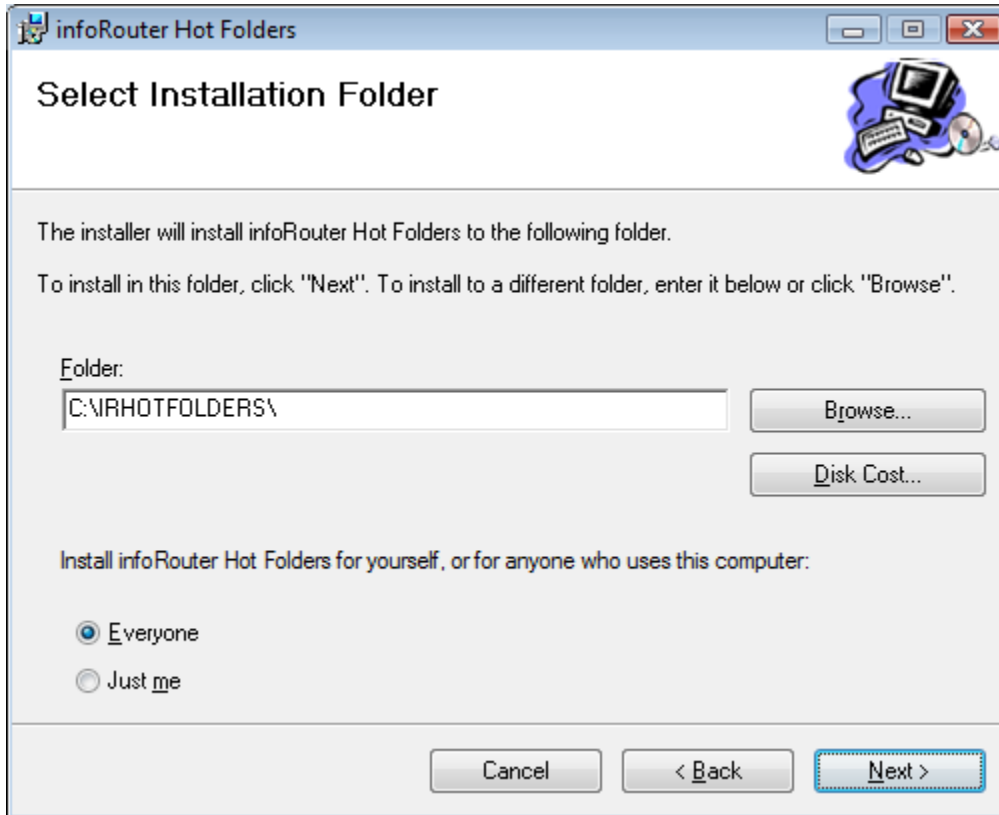 infoRouter Hot Folders
Select Installation Folder
The installer will install infoRouter Hot Folders to the following folder.
To install in this folder, click "Next". To install to a different folder, enter it below or click "Browse".
Folder:
C:\IRHOTFOLDERS\
Browse...
Disk Cost...
Install infoRouter Hot Folders for yourself, or for anyone who uses this computer:
Everyone
Just me
Cancel
< Back
Next >